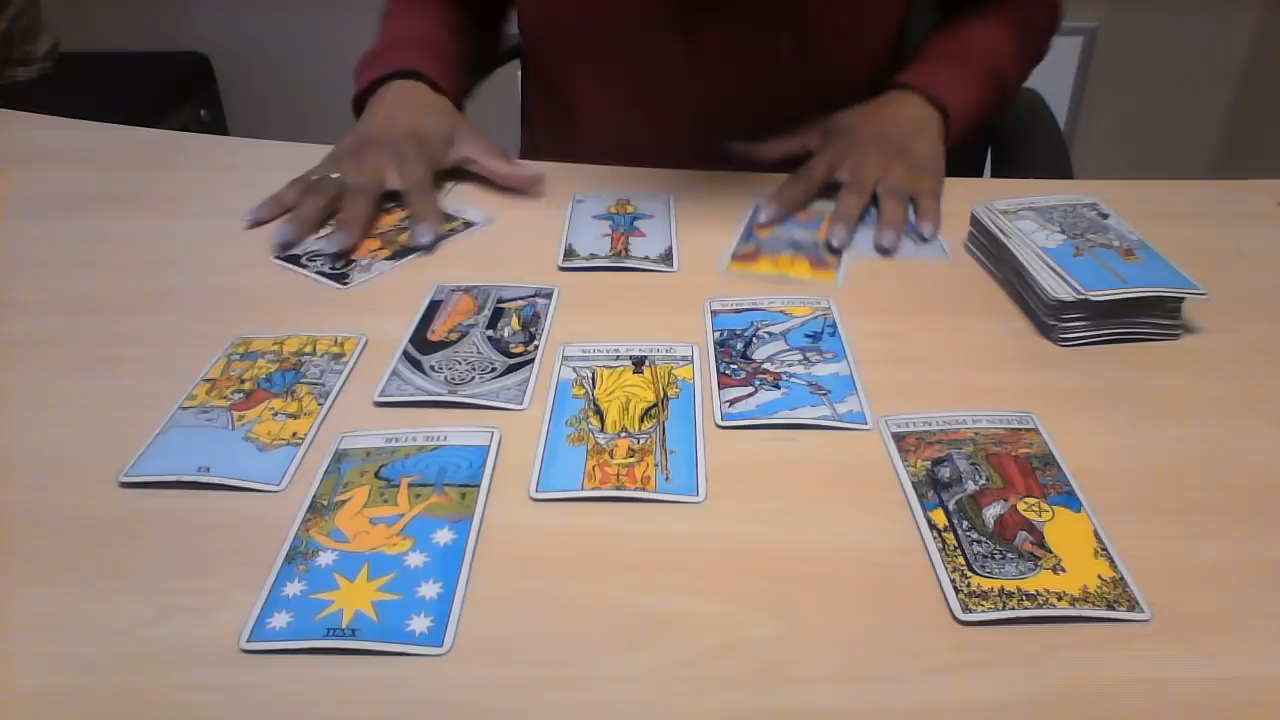 KNIGHT of SWORDS.
QUEEN of WANDS.
QUEEN of PENTACLES.
THE STAR.
VI
XVII